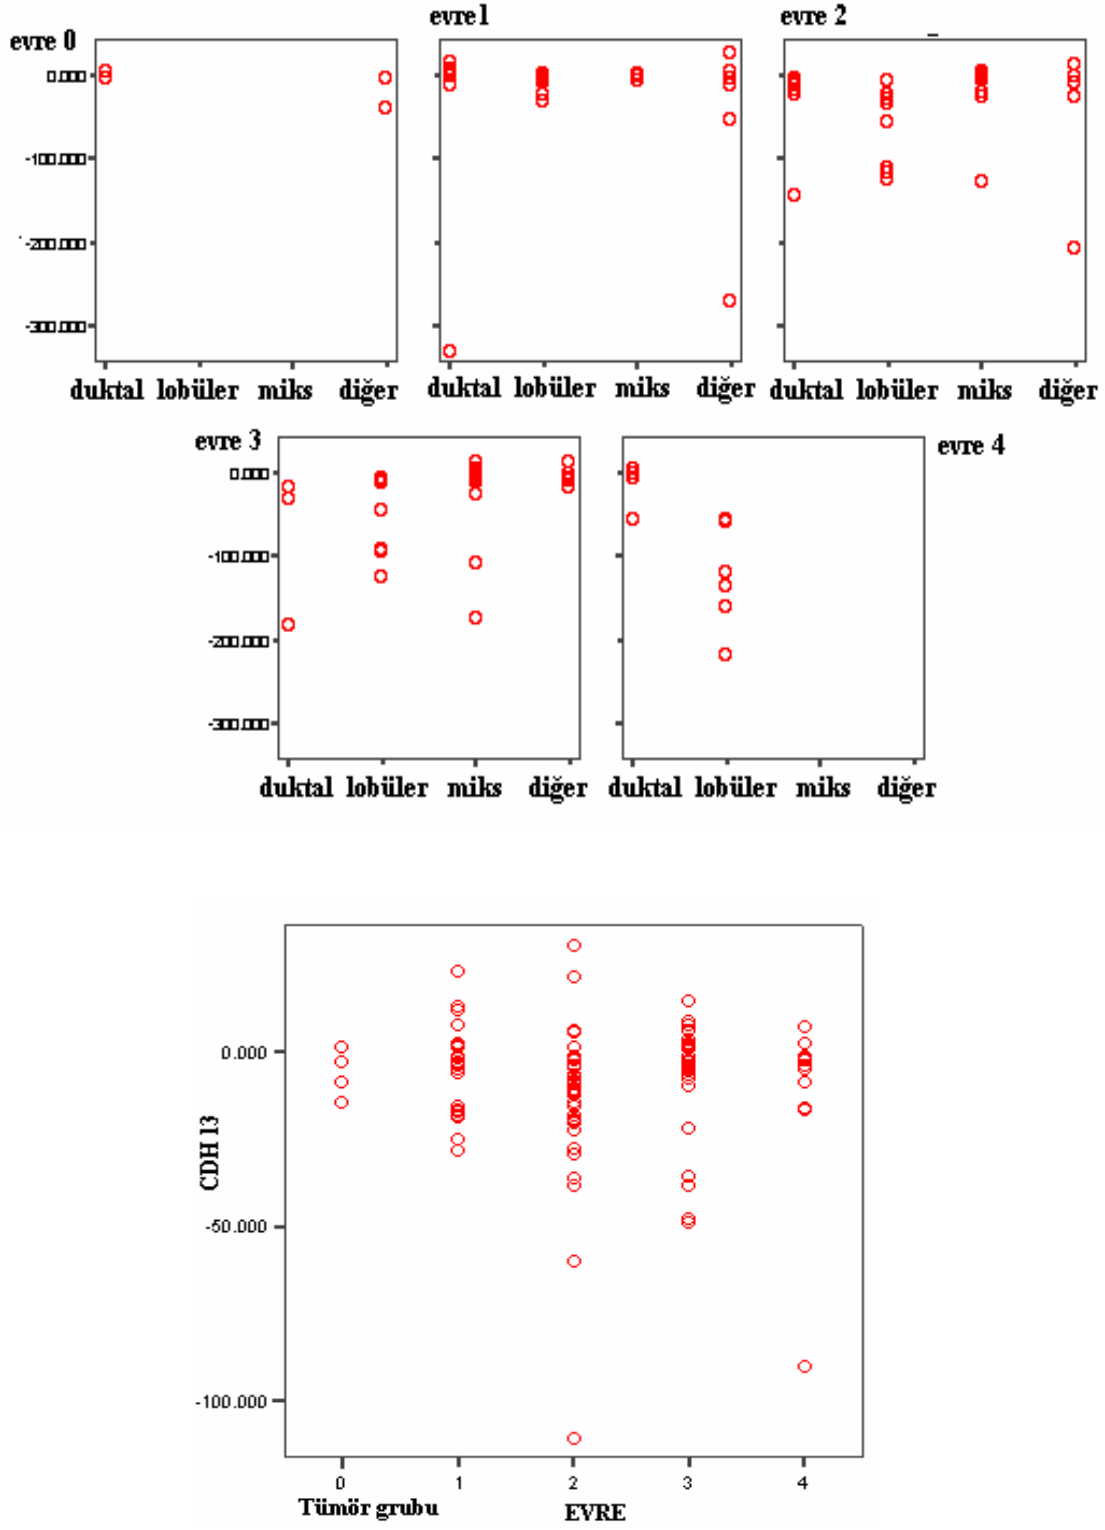 evre 0
evre1
evre 2
0.000
-100.000
-200.000
-300.000
duktal lobüler miks diğer
duktal lobüler miks diğer
duktal lobüler miks diğer
evre 3
evre 4
0.000
-100.000
-200.000
-300.000
duktal lobüler miks diğer
duktal lobüler miks diğer
0.000
-50.000
-100.000
CDH 13
0 1 2 3 4
Tümör grubu EVRE